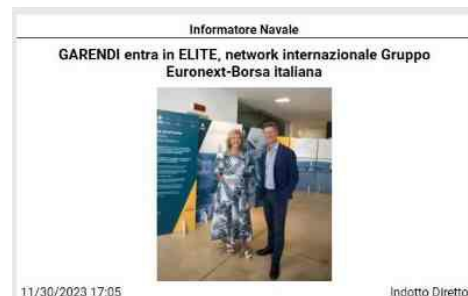 Informatore Navale
GARENDI entra in ELITE, network internazionale Gruppo
Euronext-Borsa italiana
11/30/2023 17:05
Indotto Diretto